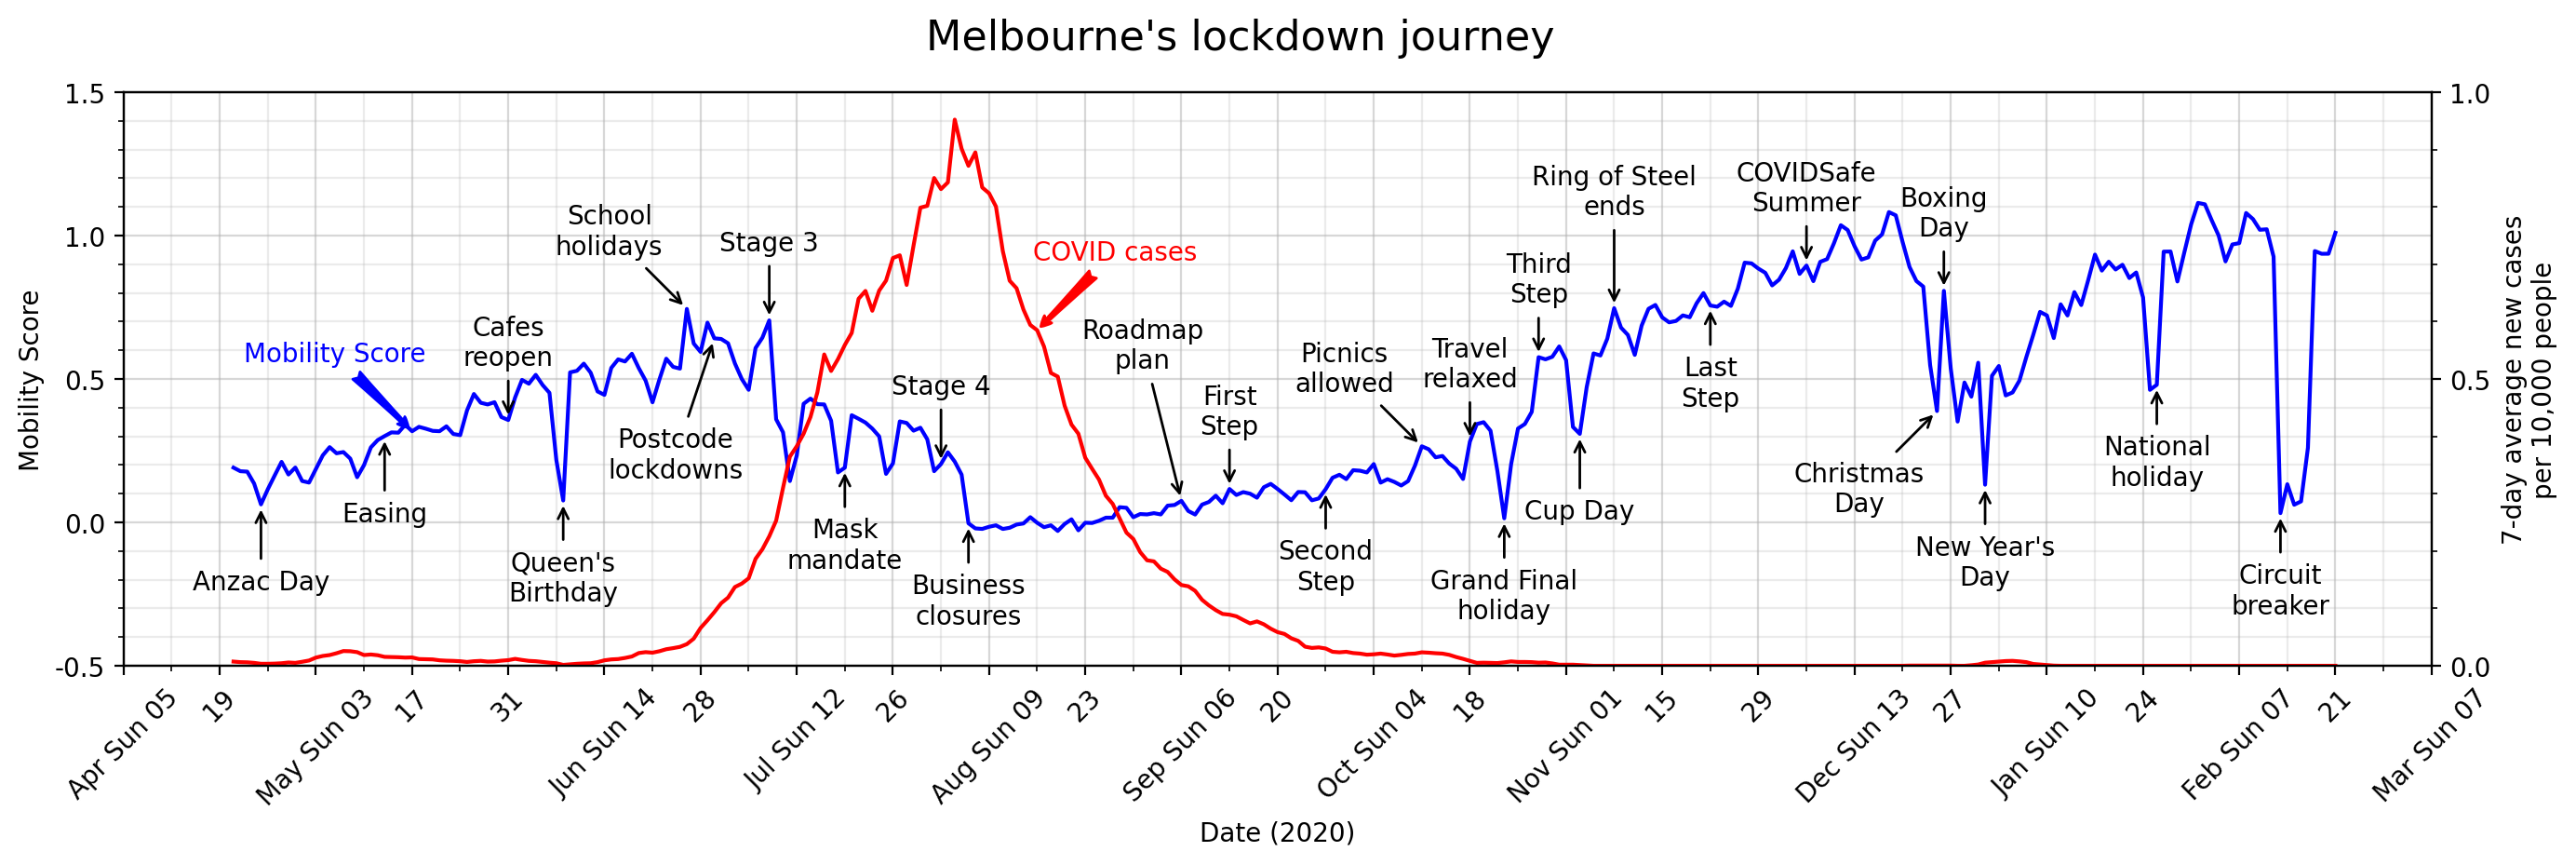 Melbourne's lockdown journey
1.5
1.0
0.5
0.0
-0.5
Mobility Score
1.0
0.5
0.0
7-day average new cases
per 10,000 people
Mobility Score
COVID cases
Anzac Day
Easing
Cafes
reopen
Queen's
Birthday
School
holidays
Postcode
lockdowns
Stage 3
Mask
mandate
Stage 4
Business
closures
Roadmap
plan
First
Step
Second
Step
Picnics
allowed
Travel
relaxed
Grand Final
holiday
Third
Step
Cup Day
Ring of Steel
ends
Last
Step
COVIDSafe
Summer
Christmas
Day
Boxing
Day
New Year's
Day
National
holiday
Circuit
breaker
Apr Sun 05
19
May Sun 03
17
31
Jun Sun 14
28
Jul Sun 12
26
Aug Sun 09
23
Sep Sun 06
20
Oct Sun 04
18
Nov Sun 01
15
29
Dec Sun 13
27
Jan Sun 10
24
Feb Sun 07
21
Mar Sun 07
Date (2020)